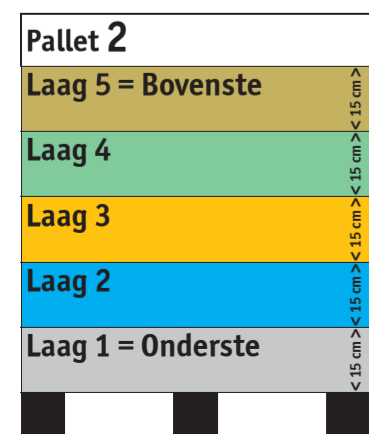 Pallet 2
Laag 5 = Bovenste
< 15 cm >
Laag 4
< 15 cm >
Laag 3
< 15 cm >
Laag 2
< 15 cm >
Laag 1 = Onderste
< 15 cm >